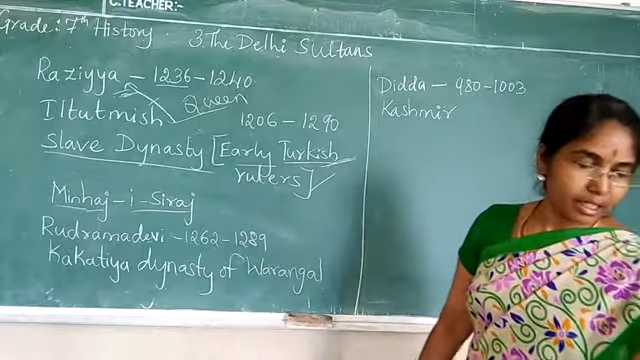 C.TEACHER:-
Grade:- 7th History 3. The Delhi Sultans
Raziyya - 1236-1240
Queen
Iltutmish 1206 - 1290
Slave Dynasty [Early Turkish
rulers]
Minhaj-i-Siraj
Rudramadevi - 1262-1289
Kakatiya dynasty of Warangal
Didda - 980-1003
Kashmir